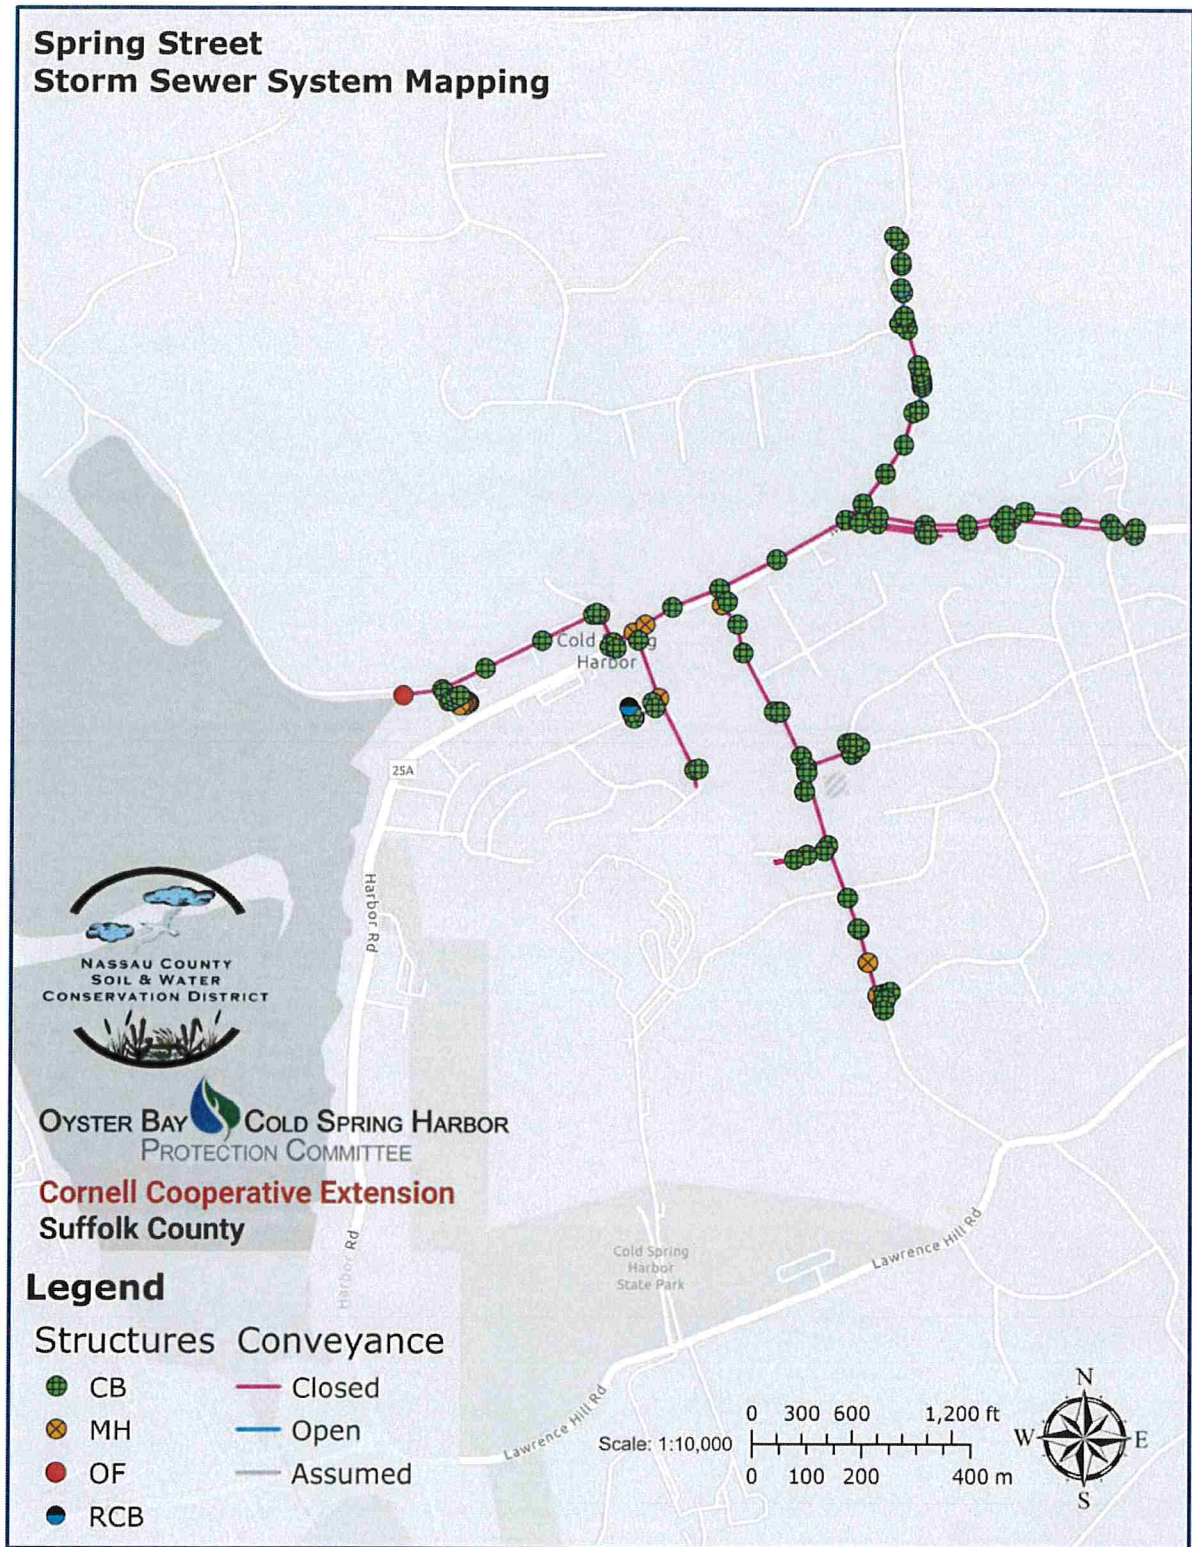 Spring Street
Storm Sewer System Mapping
Cold Spring
Harbor
25A
Harbor Rd
NASSAU COUNTY
SOIL & WATER
CONSERVATION DISTRICT
OYSTER BAY COLD SPRING HARBOR
PROTECTION COMMITTEE
Cornell Cooperative Extension
Suffolk County
Harbor Rd
Cold Spring
Harbor
State Park
Lawrence Hill Rd
Lawrence Hill Rd
Legend
Structures Conveyance
CB Closed
MH Open
OF Assumed
RCB
0 300 600 1,200 ft
Scale: 1:10,000
0 100 200 400 m
N
W E
S